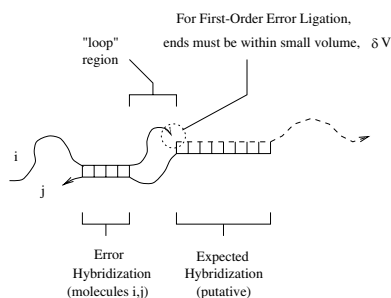 For First-Order Error Ligation,
ends must be within small volume, δ V
"loop"
region
i
j
Error
Hybridization
(molecules i,j)
Expected
Hybridization
(putative)